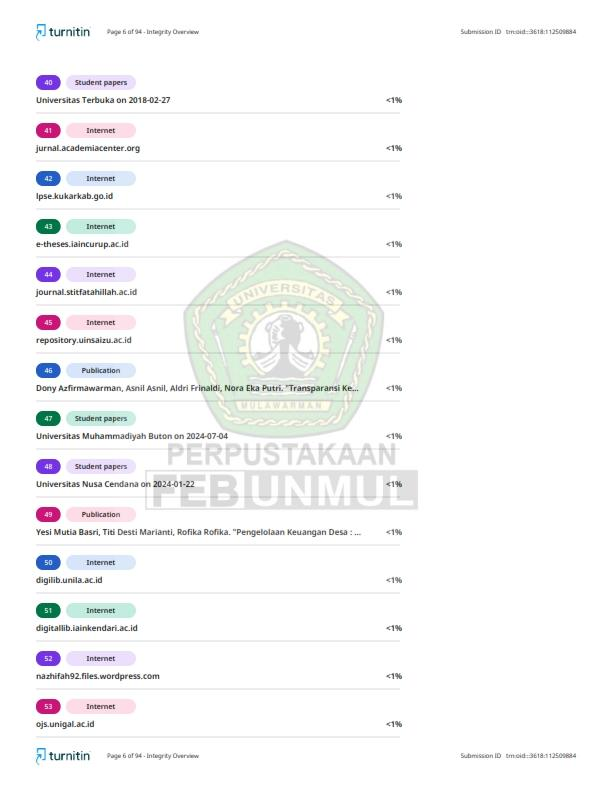 turnitin Page 6 of 94 - Integrity Overview Submission ID trn:oid:::3618:112509884
40 Student papers
Universitas Terbuka on 2018-02-27 <1%
41 Internet
jurnal.academiacenter.org <1%
42 Internet
lpse.kukarkab.go.id <1%
43 Internet
e-theses.iaincurup.ac.id <1%
44 Internet
journal.stitfatahillah.ac.id <1%
45 Internet
repository.uinsaizu.ac.id <1%
46 Publication
Dony Azfirmawarman, Asnil Asnil, Aldri Frinaldi, Nora Eka Putri. "Transparansi Ke... <1%
47 Student papers
Universitas Muhammadiyah Buton on 2024-07-04 <1%
48 Student papers
Universitas Nusa Cendana on 2024-01-22 <1%
49 Publication
Yesi Mutia Basri, Titi Desti Marianti, Rofika Rofika. "Pengelolaan Keuangan Desa : ... <1%
50 Internet
digilib.unila.ac.id <1%
51 Internet
digitallib.iainkendari.ac.id <1%
52 Internet
nazhifah92.files.wordpress.com <1%
53 Internet
ojs.unigal.ac.id <1%
UNIVERSITAS
MULAWARMAN
PERPUSTAKAAN
FEB UNMUL
turnitin Page 6 of 94 - Integrity Overview Submission ID trn:oid:::3618:112509884